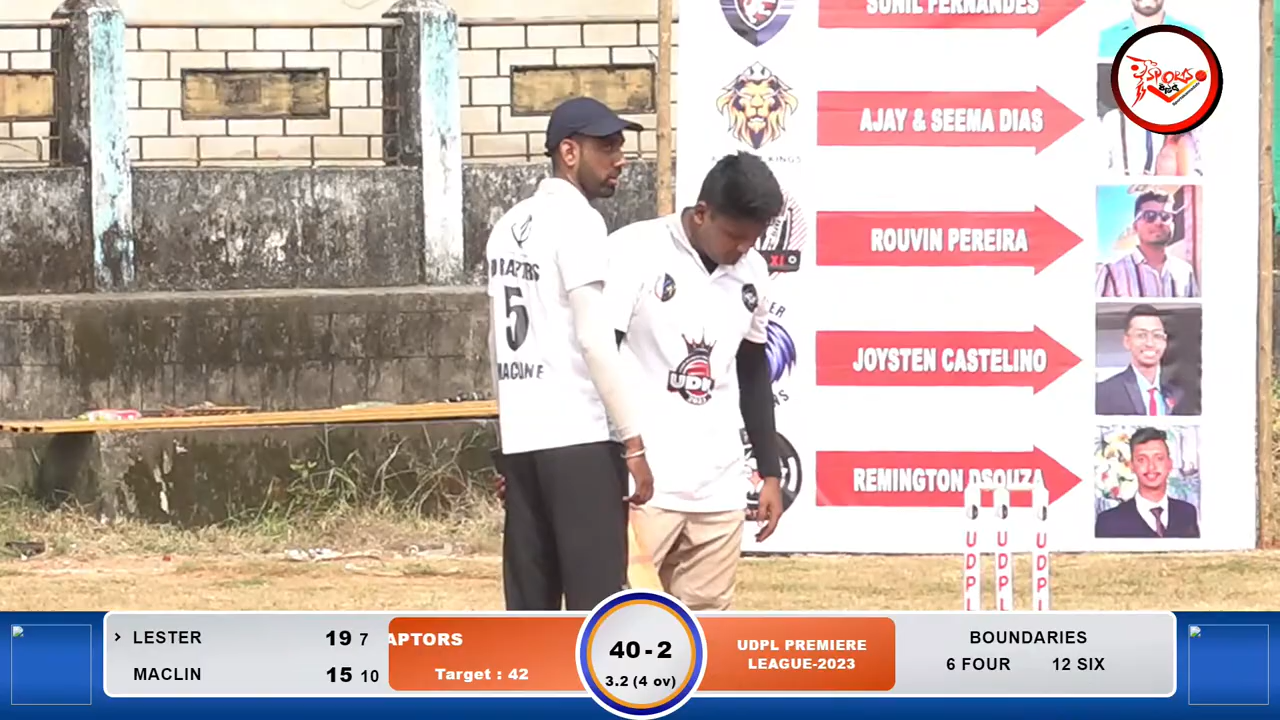 SUNIL FERNANDES
AJAY & SEEMA DIAS
KINGS
ROUVIN PEREIRA
JOYSTEN CASTELINO
REMINGTON DSOUZA
SPORTS
5
UDPL
UDPL
UDPL
› LESTER 19 7
MACLIN 15 10
APTORS
Target : 42
40 - 2
3.2 (4 ov)
UDPL PREMIERE
LEAGUE-2023
BOUNDARIES
6 FOUR 12 SIX